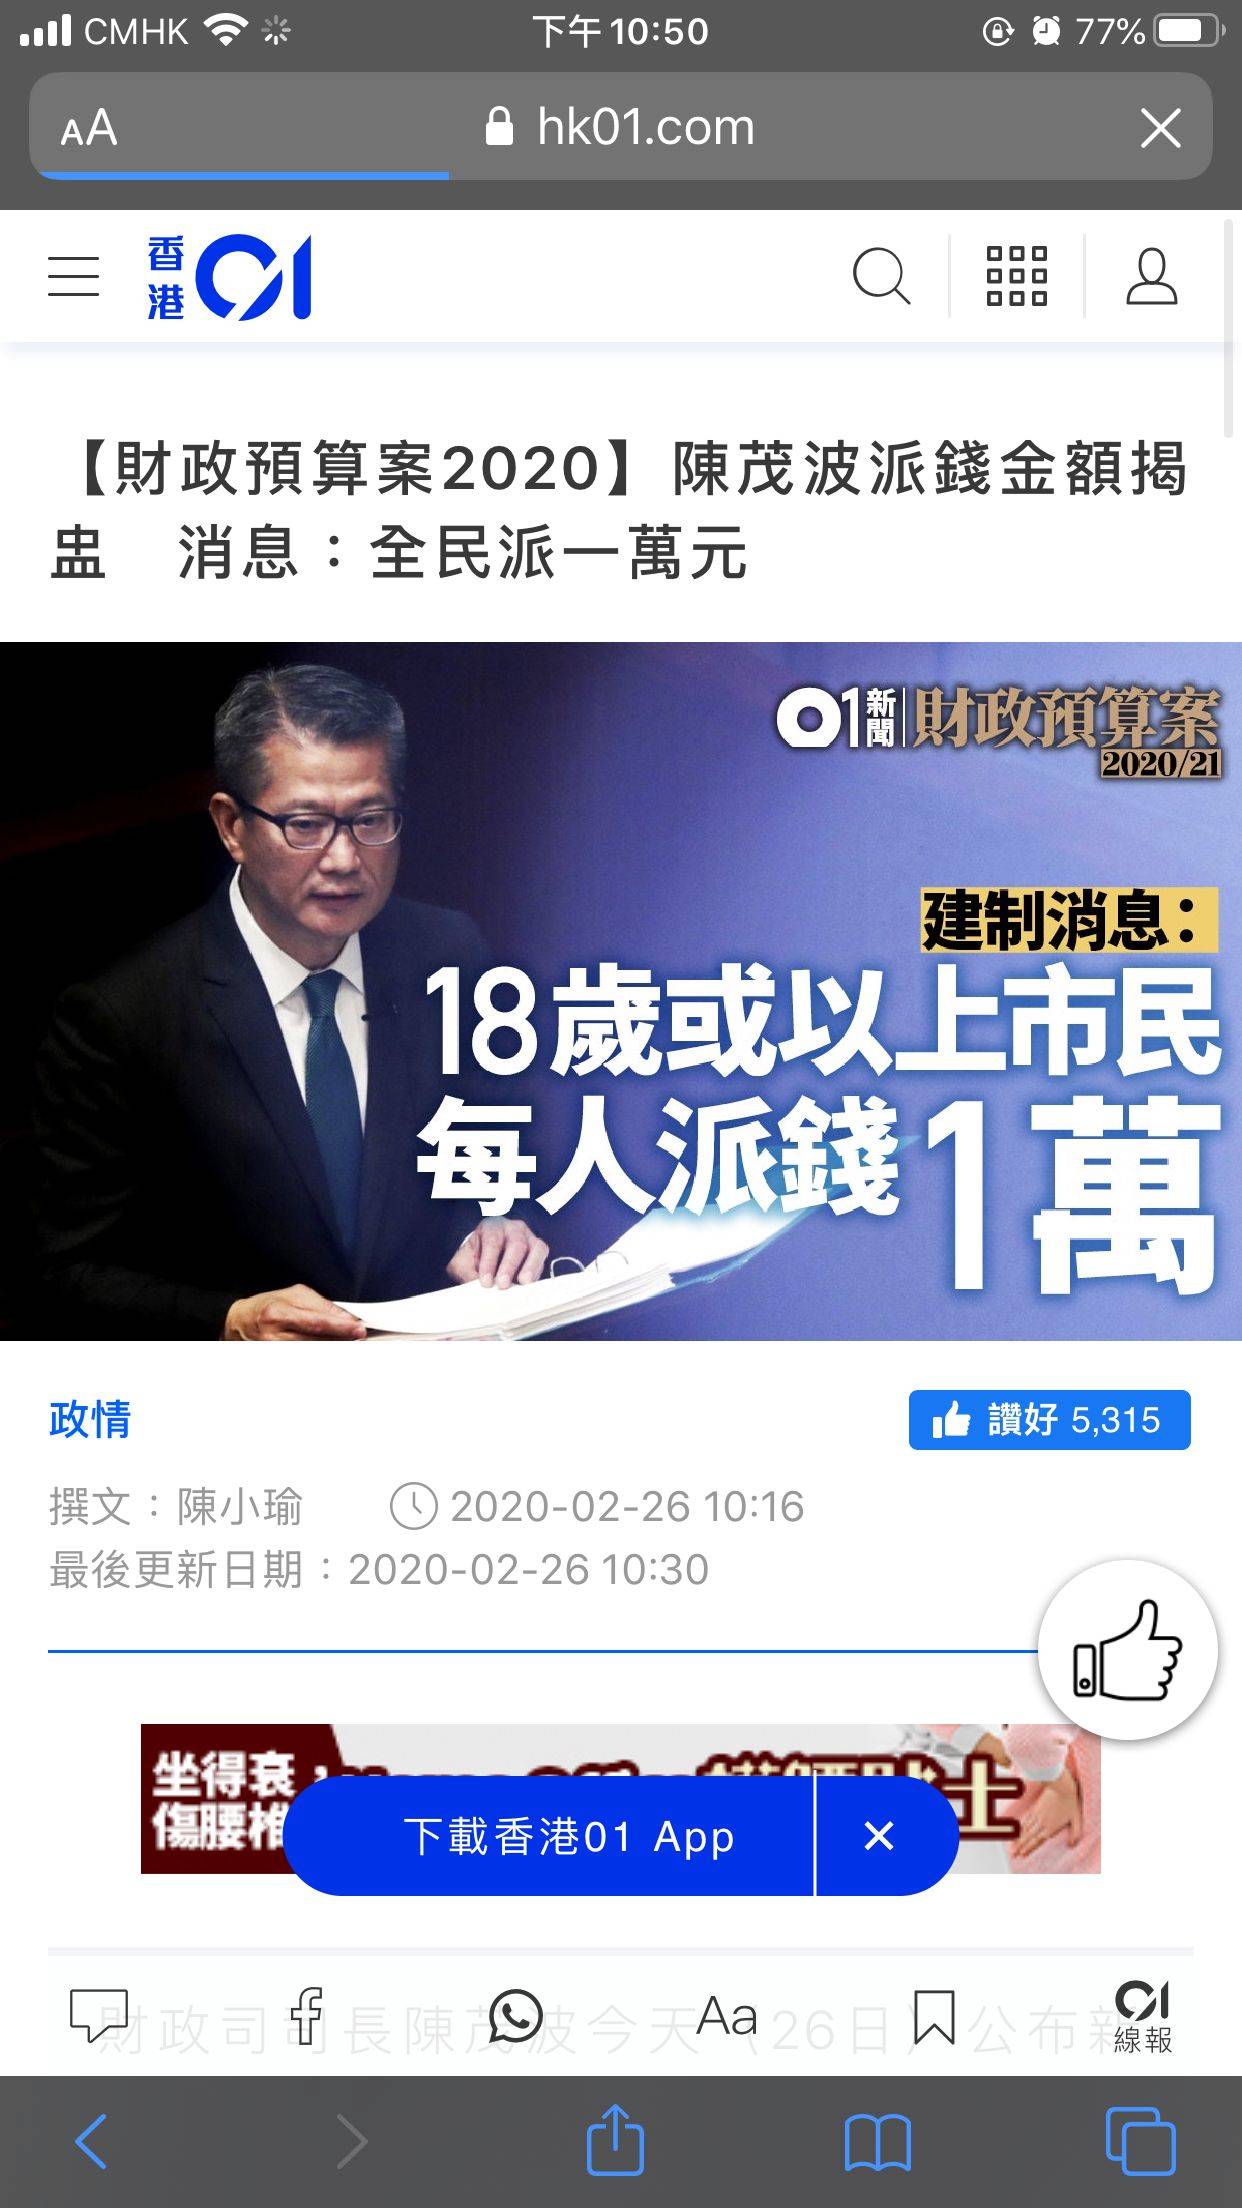 CMHK 下午10:50 77%
AA hk01.com
香港01
【財政預算案2020】陳茂波派錢金額揭
盅 消息：全民派一萬元
01新聞 財政預算案
2020/21
建制消息：
18歲或以上市民
每人派錢1萬
政情
讚好 5,315
撰文：陳小瑜 2020-02-26 10:16
最後更新日期：2020-02-26 10:30
坐得衰，
傷腰椎
士
下載香港01 App
Aa
01
線報
財政司司長陳茂波今天（26日）公布新